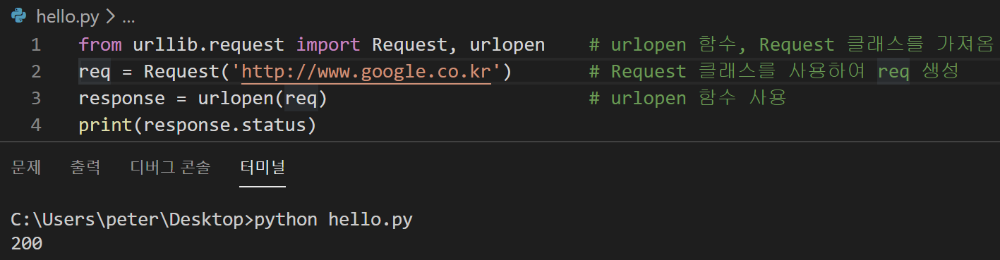 hello.py > ...
1 from urllib.request import Request, urlopen    # urlopen 함수, Request 클래스를 가져옴
2 req = Request('http://www.google.co.kr')       # Request 클래스를 사용하여 req 생성
3 response = urlopen(req)                        # urlopen 함수 사용
4 print(response.status)
문제 출력 디버그 콘솔 터미널
C:\Users\peter\Desktop>python hello.py
200